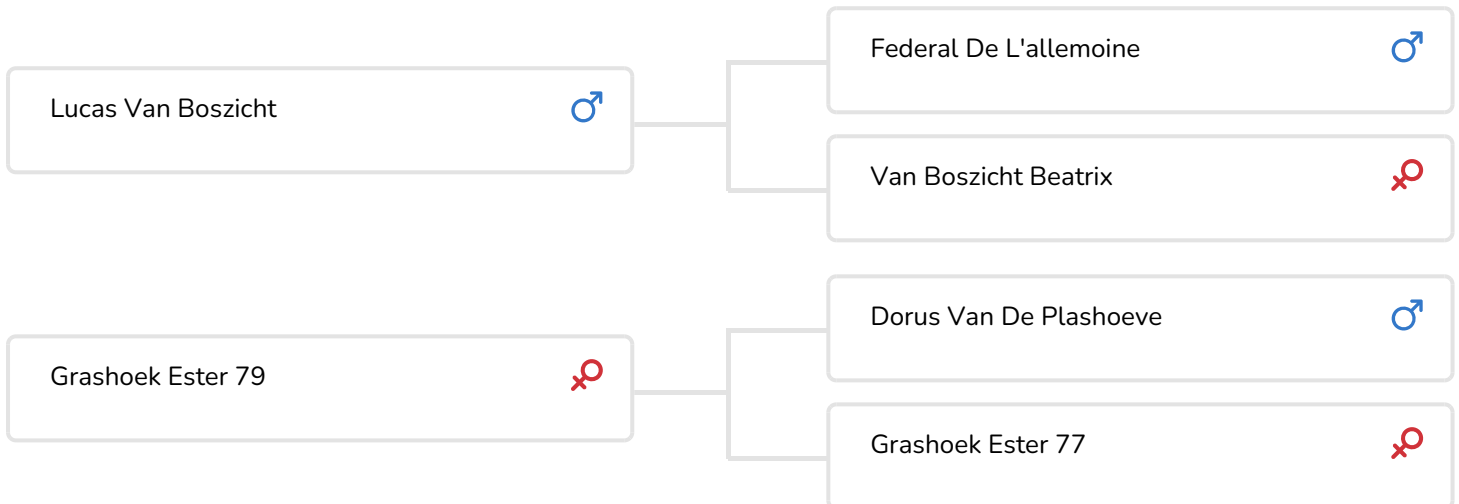 Federal De L'allemoine
Lucas Van Boszicht
Van Boszicht Beatrix
Dorus Van De Plashoeve
Grashoek Ester 79
Grashoek Ester 77